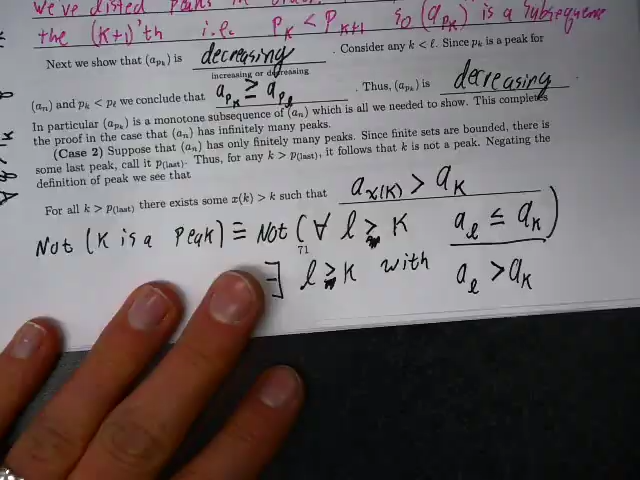 we've listed peaks in order.
the (k+1)'th i.e. p_k < p_{k+1} so (a_{p_k}) is a subsequence
Next we show that (a_{p_k}) is decreasing . Consider any k < ℓ. Since p_k is a peak for
increasing or decreasing
(a_n) and p_k < p_ℓ we conclude that a_{p_k} ≥ a_{p_ℓ} . Thus, (a_{p_k}) is decreasing .
In particular (a_{p_k}) is a monotone subsequence of (a_n) which is all we needed to show. This completes
the proof in the case that (a_n) has infinitely many peaks.
(Case 2) Suppose that (a_n) has only finitely many peaks. Since finite sets are bounded, there is
some last peak, call it p_(last). Thus, for any k > p_(last), it follows that k is not a peak. Negating the
definition of peak we see that
For all k > p_(last) there exists some x(k) > k such that a_{x(k)} > a_k
Not (k is a peak) ≡ Not (∀ ℓ ≥ k a_ℓ ≤ a_k)
71
∃ ℓ ≥ k with a_ℓ > a_k